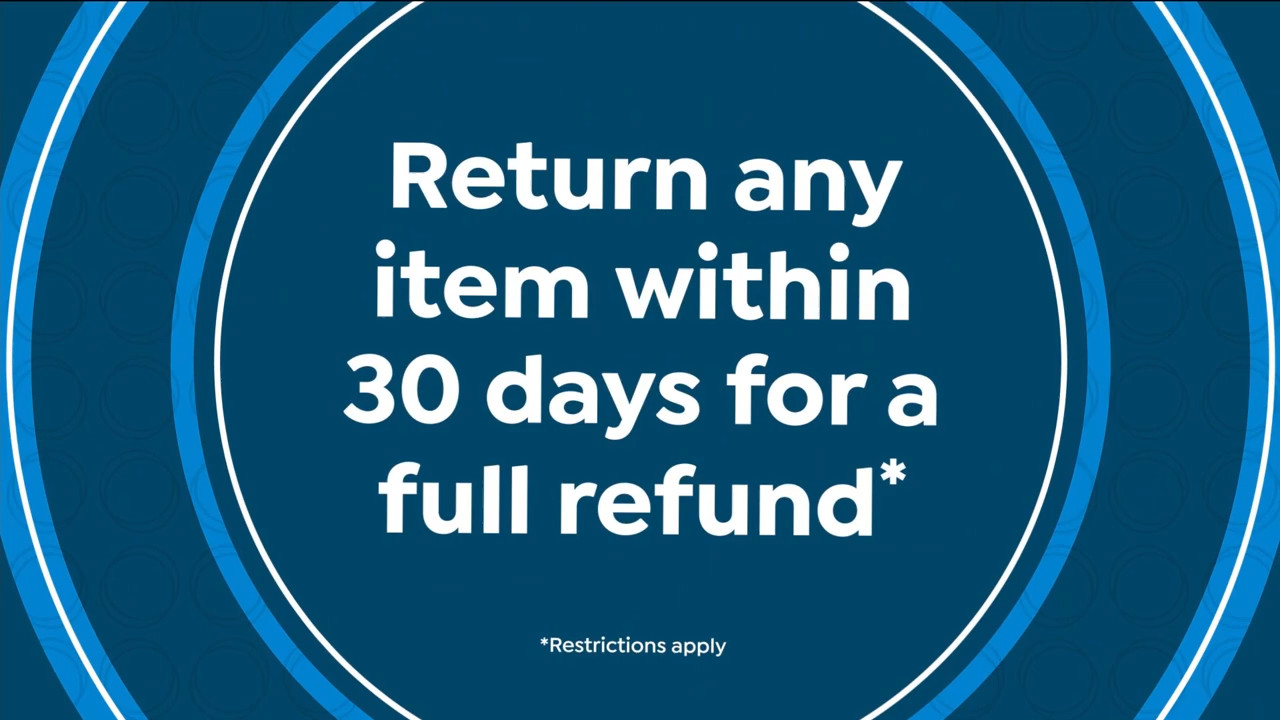 Return any
item within
30 days for a
full refund*
*Restrictions apply